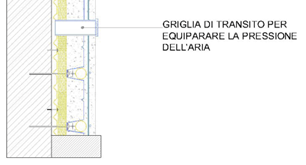 GRIGLIA DI TRANSITO PER
EQUIPARARE LA PRESSIONE
DELL'ARIA